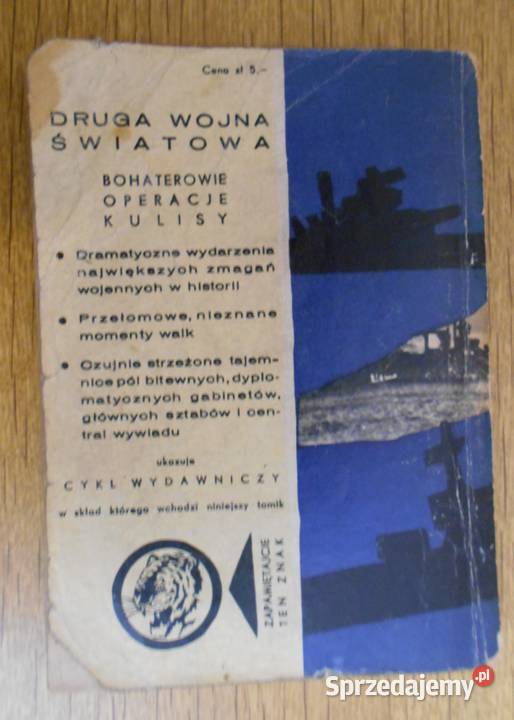 Cena zł 5,—
DRUGA WOJNA
ŚWIATOWA
BOHATEROWIE
OPERACJE
KULISY
• Dramatyczne wydarzenia
największych zmagań
wojennych w historii
• Przełomowe, nieznane
momenty walk
• Czujnie strzeżone tajem-
nice pól bitewnych, dyplo-
matycznych gabinetów,
głównych sztabów i cen-
tral wywiadu
ukazuje
CYKL WYDAWNICZY
w skład którego wchodzi niniejszy tomik
ZAPAMIĘTAJCIE
TEN ZNAK
Sprzedajemy.pl